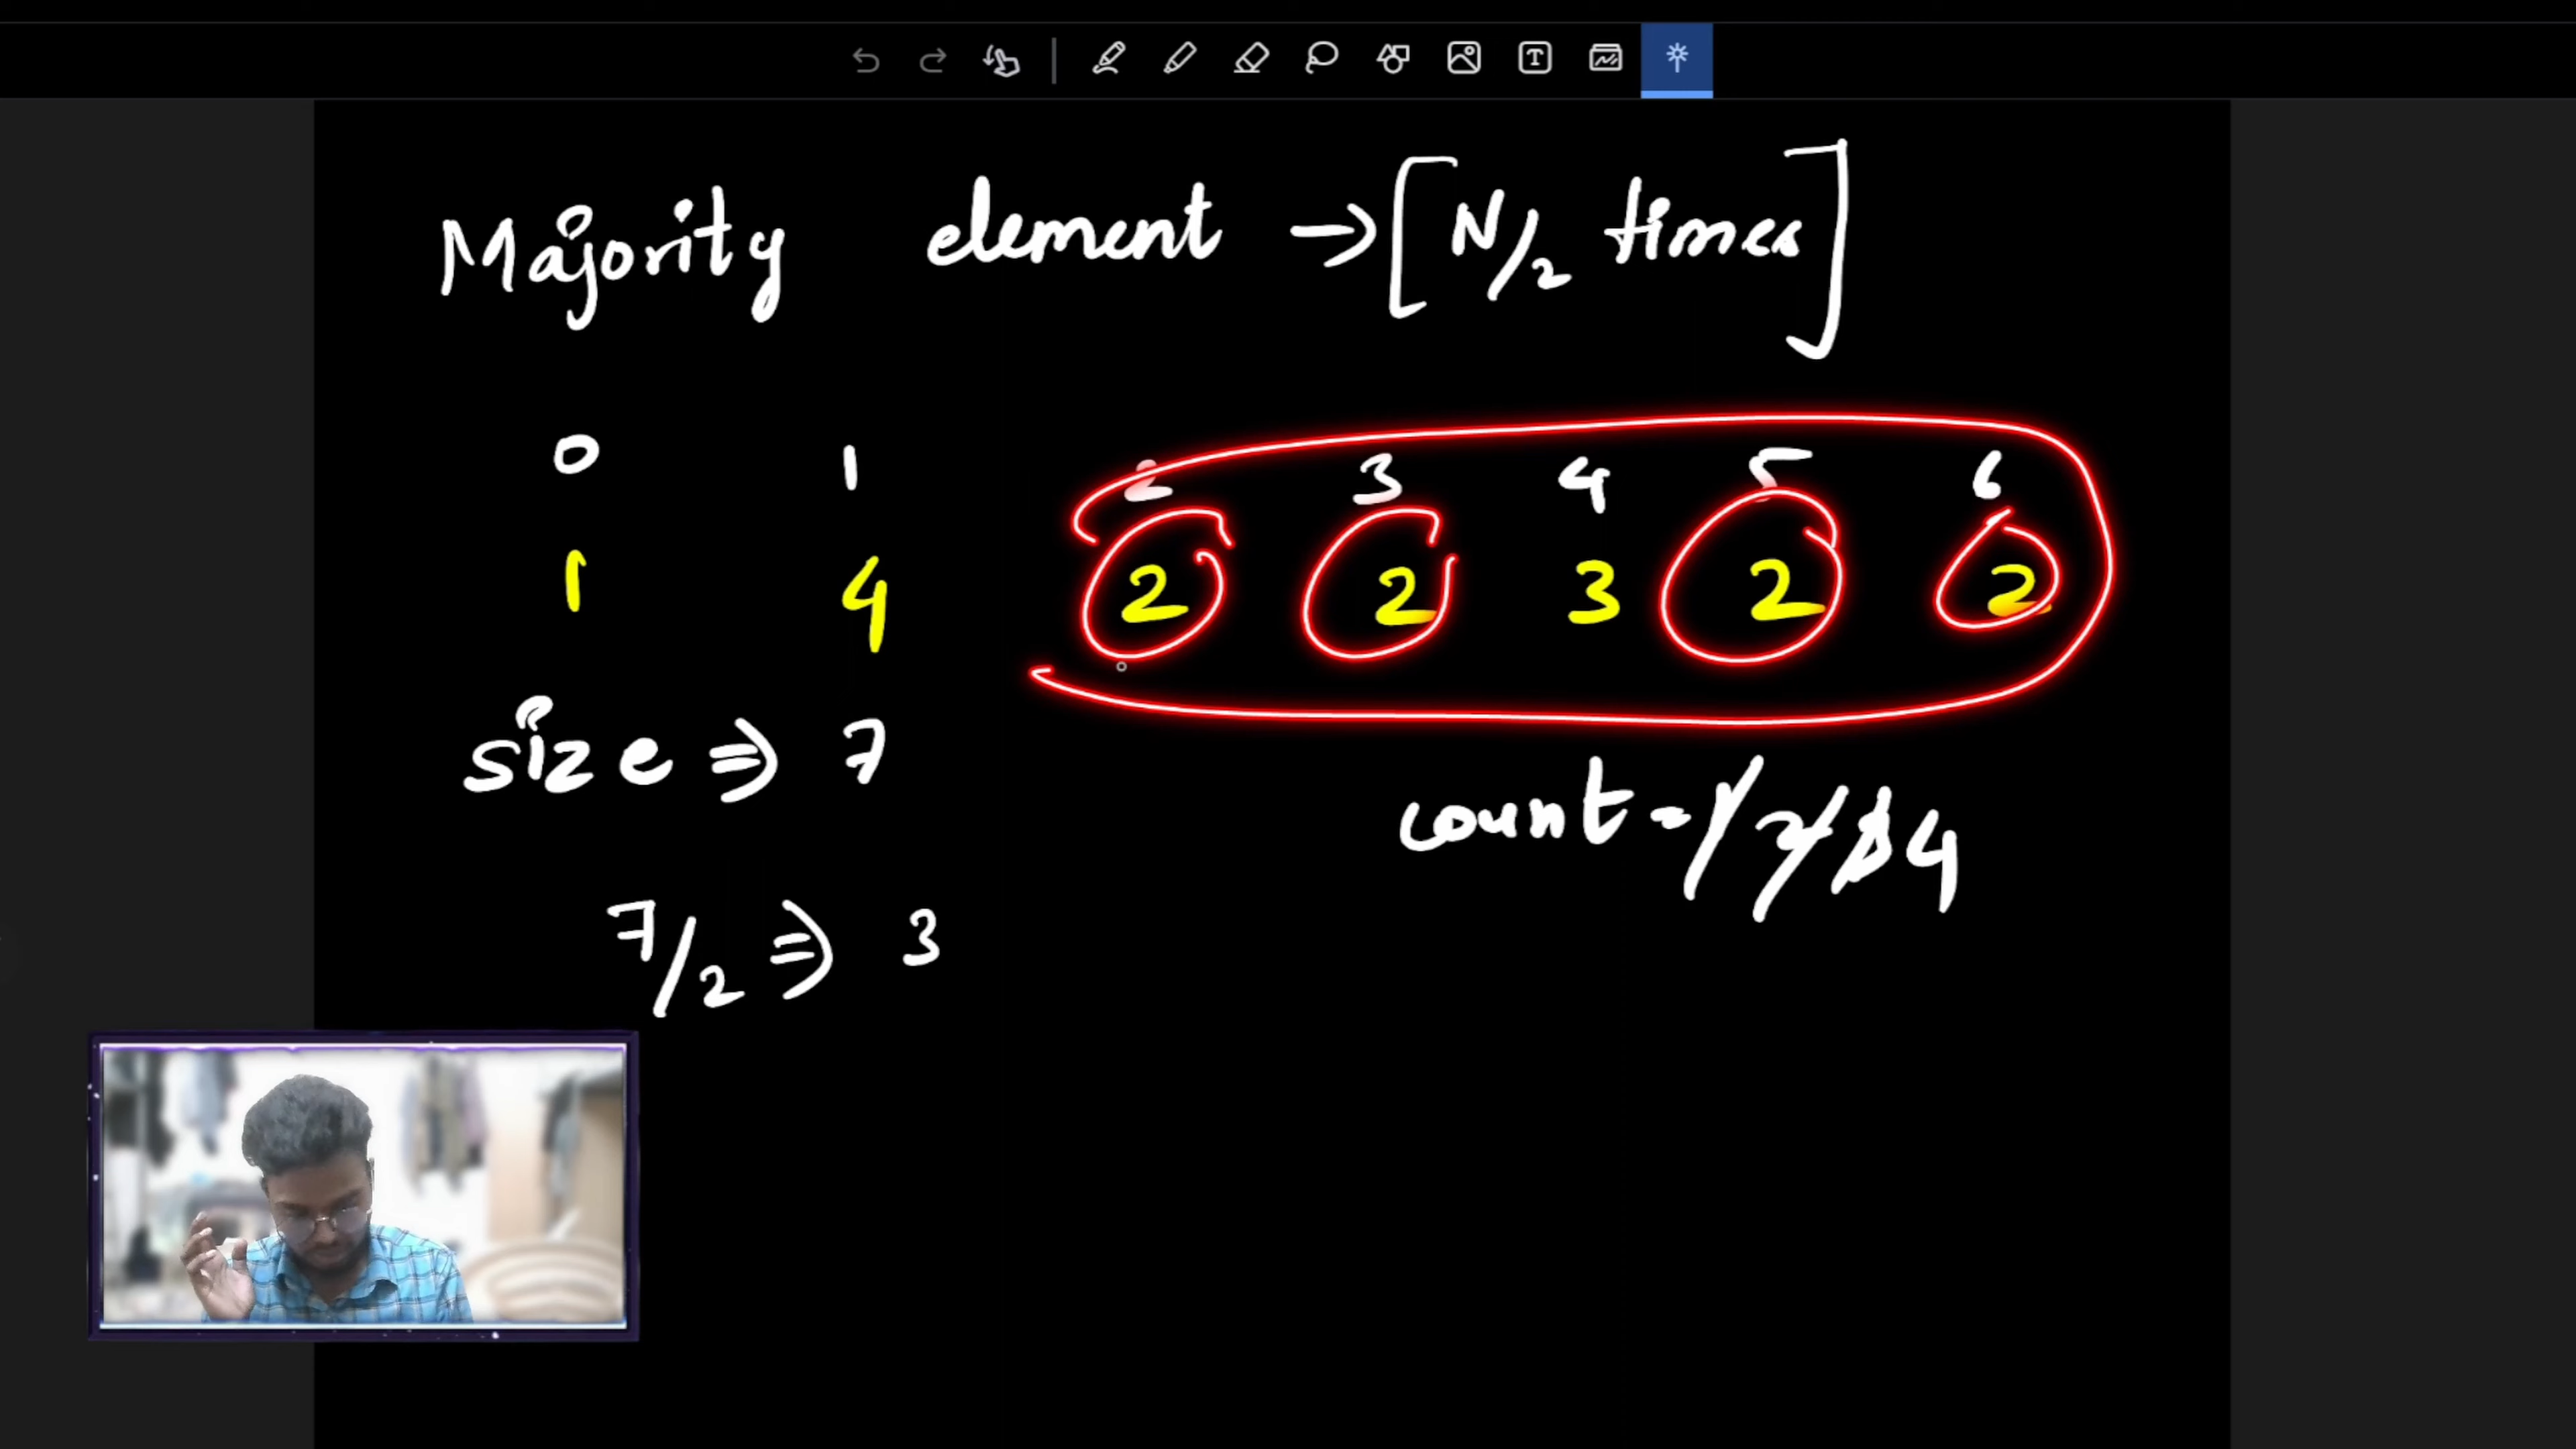 Majority element → [N/2 times]
0 1 2 3 4 5 6
1 4 2 2 3 2 2
size ⇒ 7
count = 1 2 3 4
7/2 ⇒ 3